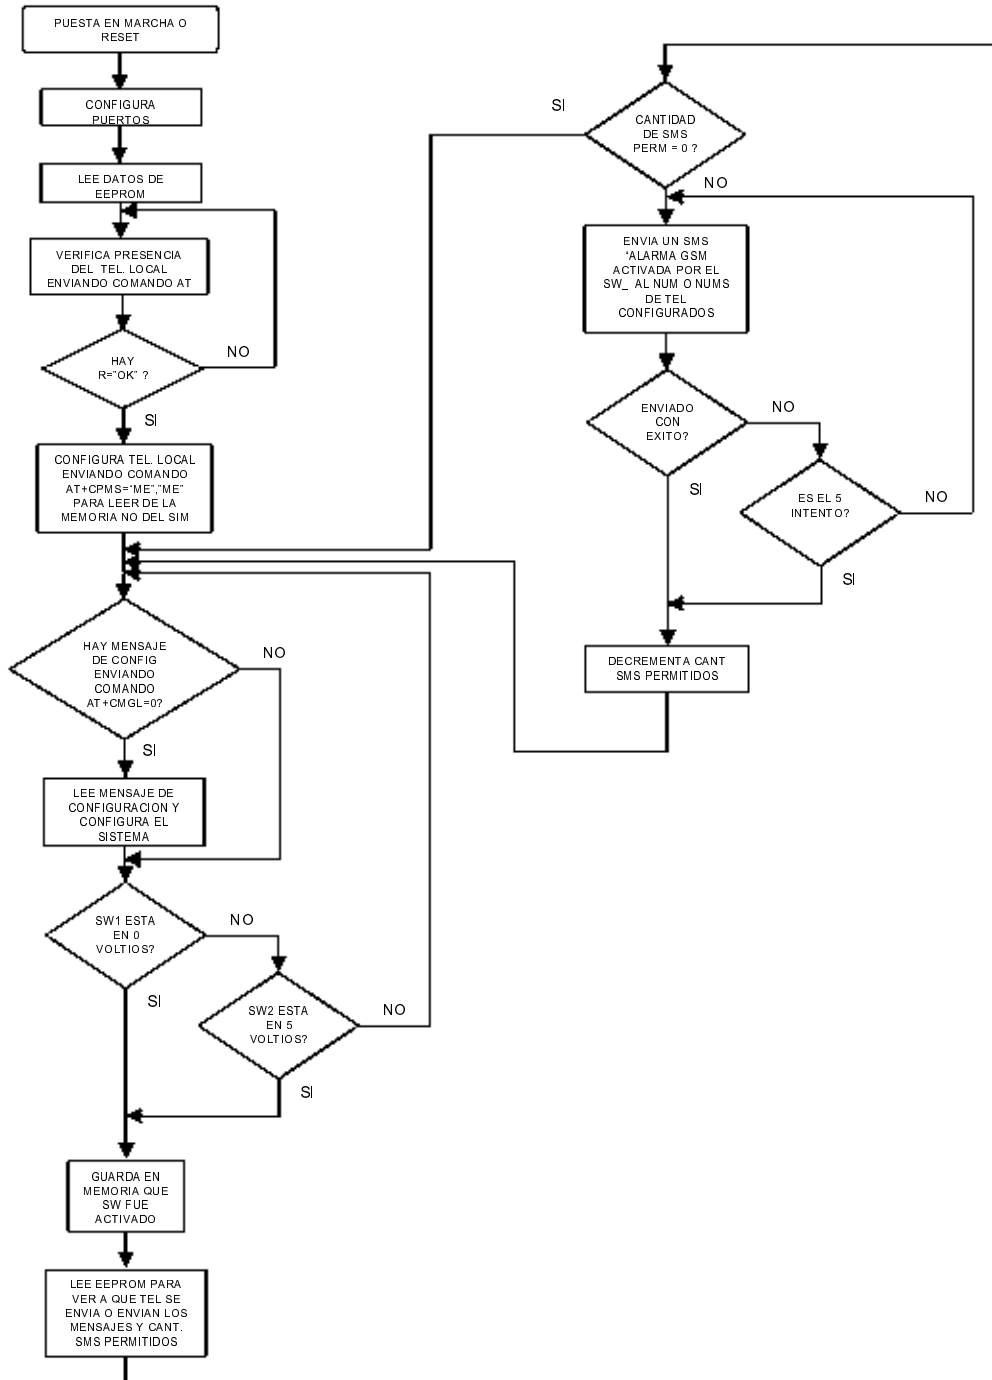 PUESTA EN MARCHA O
RESET
CONFIGURA
PUERTOS
LEE DATOS DE
EEPROM
VERIFICA PRESENCIA
DEL TEL. LOCAL
ENVIANDO COMANDO AT
HAY
R="OK" ?
NO
SI
CONFIGURA TEL. LOCAL
ENVIANDO COMANDO
AT+CPMS="ME","ME"
PARA LEER DE LA
MEMORIA NO DEL SIM
HAY MENSAJE
DE CONFIG
ENVIANDO
COMANDO
AT+CMGL=0?
NO
SI
LEE MENSAJE DE
CONFIGURACION Y
CONFIGURA EL
SISTEMA
SW1 ESTA
EN 0
VOLTIOS?
NO
SI
SW2 ESTA
EN 5
VOLTIOS?
NO
SI
GUARDA EN
MEMORIA QUE
SW FUE
ACTIVADO
LEE EEPROM PARA
VER A QUE TEL SE
ENVIA O ENVIAN LOS
MENSAJES Y CANT.
SMS PERMITIDOS
SI
CANTIDAD
DE SMS
PERM = 0 ?
NO
ENVIA UN SMS
'ALARMA GSM
ACTIVADA POR EL
SW_ AL NUM O NUMS
DE TEL
CONFIGURADOS
ENVIADO
CON
EXITO?
NO
SI
ES EL 5
INTENTO?
NO
SI
DECREMENTA CANT
SMS PERMITIDOS